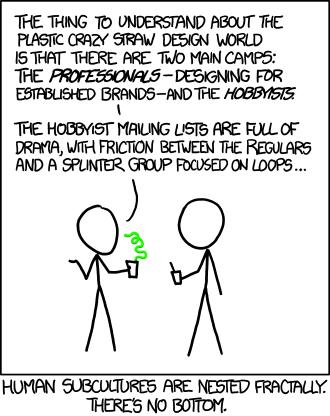 THE THING TO UNDERSTAND ABOUT THE
PLASTIC CRAZY STRAW DESIGN WORLD
IS THAT THERE ARE TWO MAIN CAMPS:
THE PROFESSIONALS—DESIGNING FOR
ESTABLISHED BRANDS—AND THE HOBBYISTS.
THE HOBBYIST MAILING LISTS ARE FULL OF
DRAMA, WITH FRICTION BETWEEN THE REGULARS
AND A SPLINTER GROUP FOCUSED ON LOOPS...
HUMAN SUBCULTURES ARE NESTED FRACTALLY.
THERE'S NO BOTTOM.